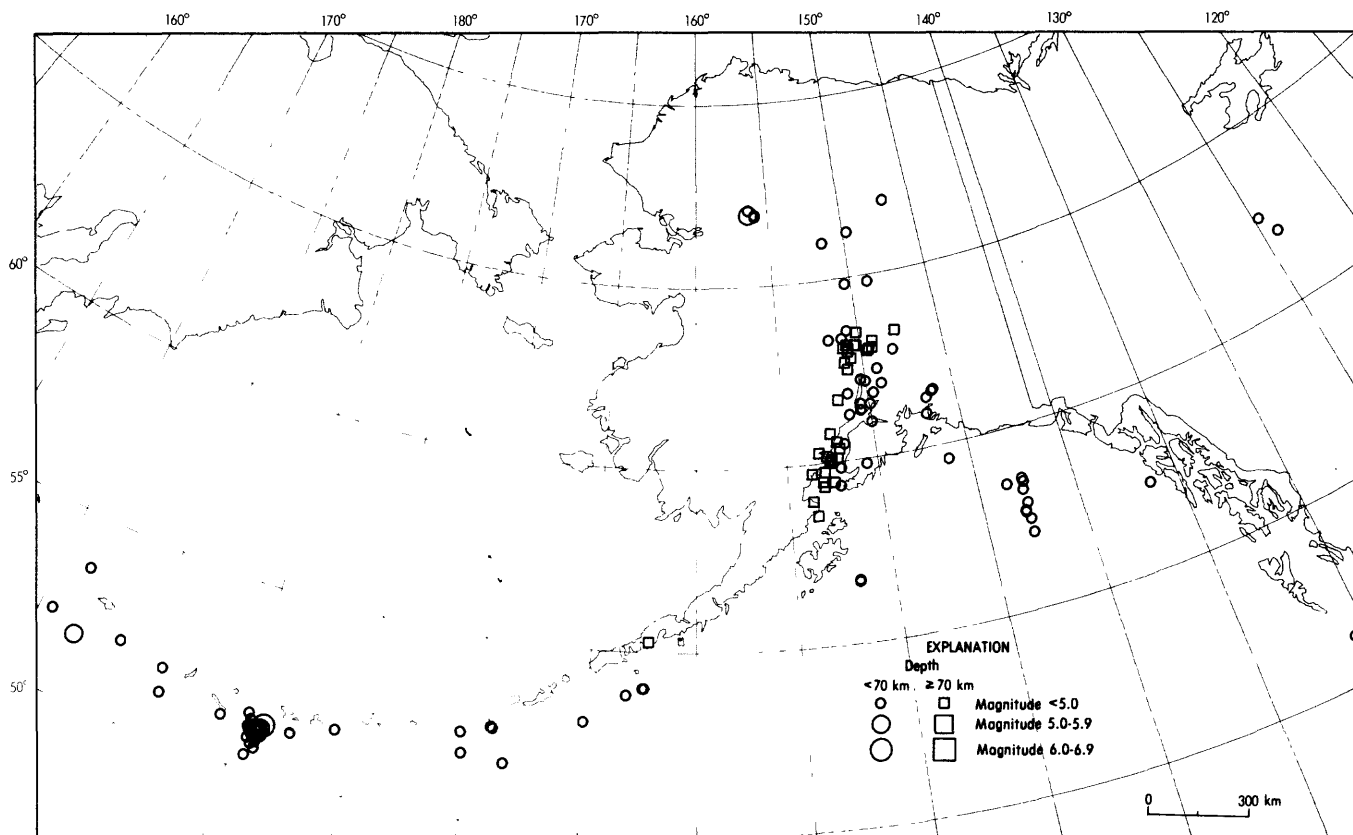 160° 170° 180° 170° 160° 150° 140° 130° 120°
60°
55°
50°
EXPLANATION
Depth
<70 km ≥70 km
Magnitude <5.0
Magnitude 5.0-5.9
Magnitude 6.0-6.9
0 300 km